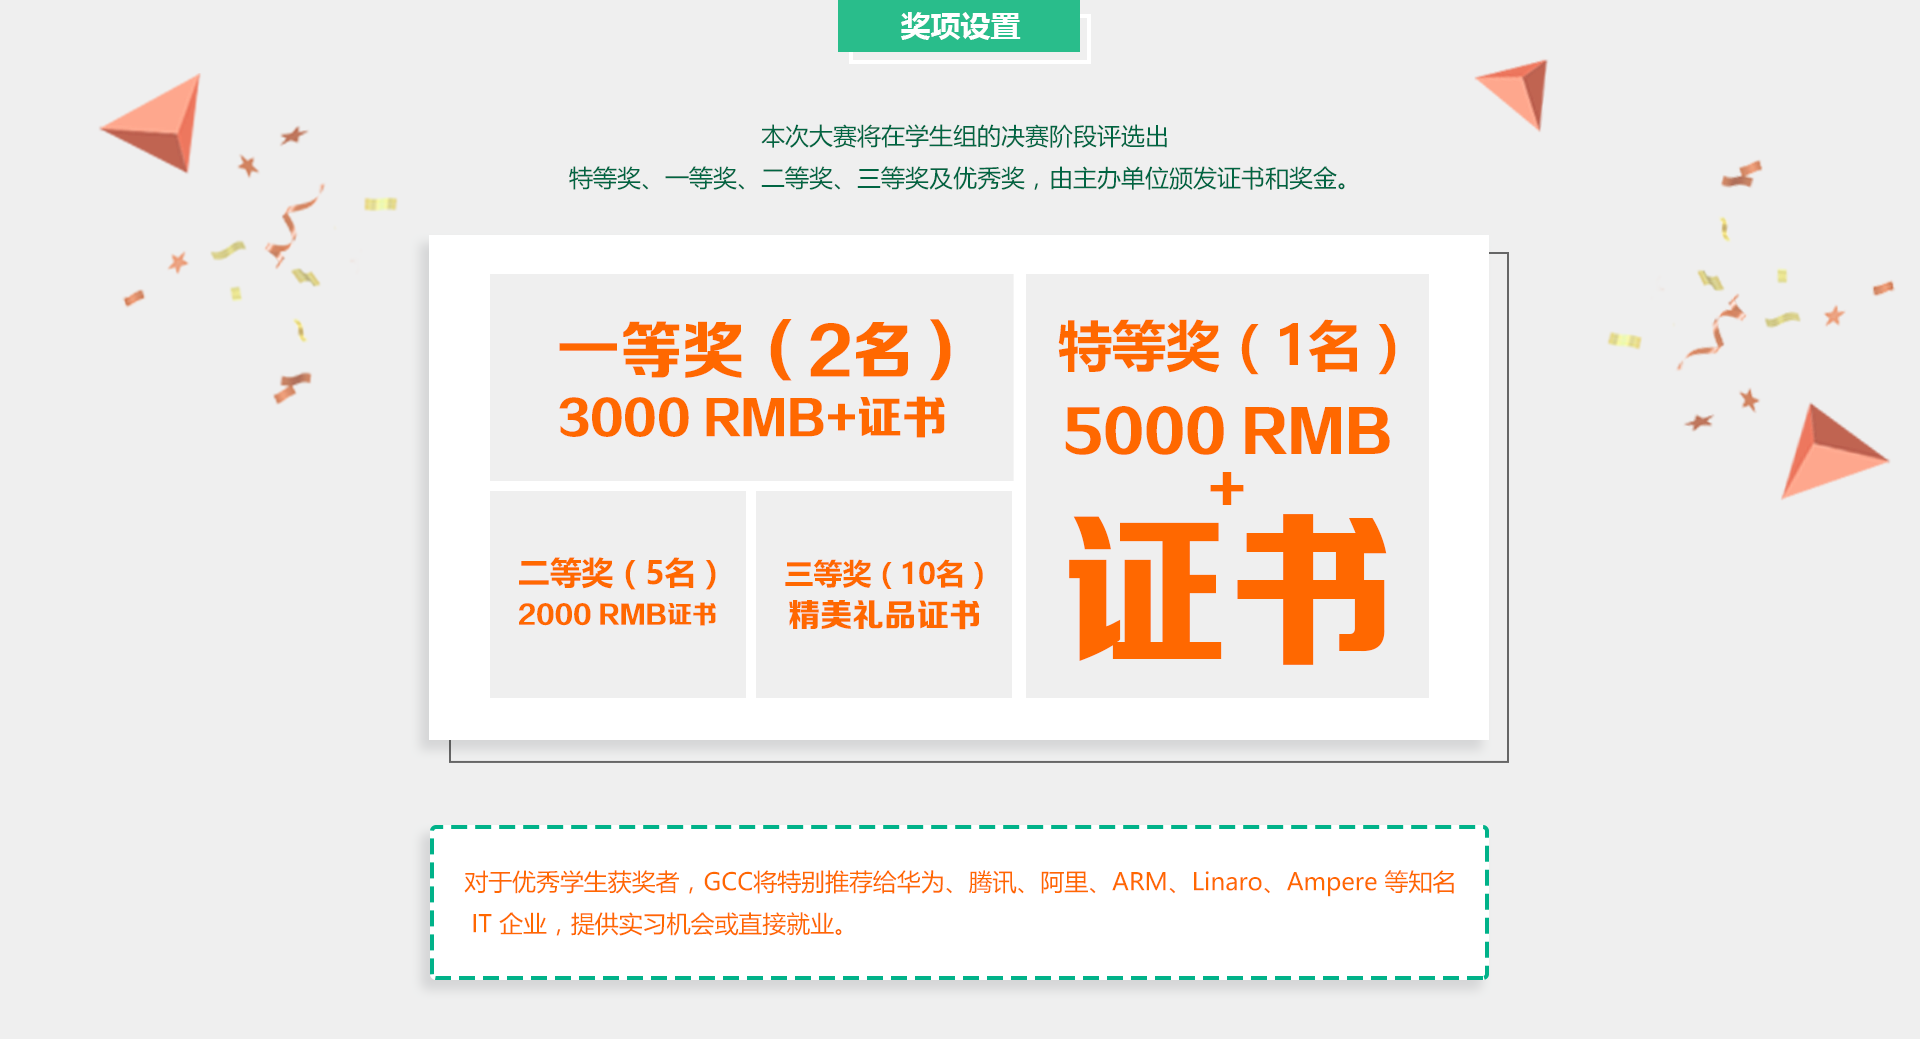 奖项设置
本次大赛将在学生组的决赛阶段评选出
特等奖、一等奖、二等奖、三等奖及优秀奖，由主办单位颁发证书和奖金。
一等奖（2名）
3000 RMB+证书
特等奖（1名）
5000 RMB
+
证书
二等奖（5名）
2000 RMB证书
三等奖（10名）
精美礼品证书
对于优秀学生获奖者，GCC将特别推荐给华为、腾讯、阿里、ARM、Linaro、Ampere 等知名
IT 企业，提供实习机会或直接就业。